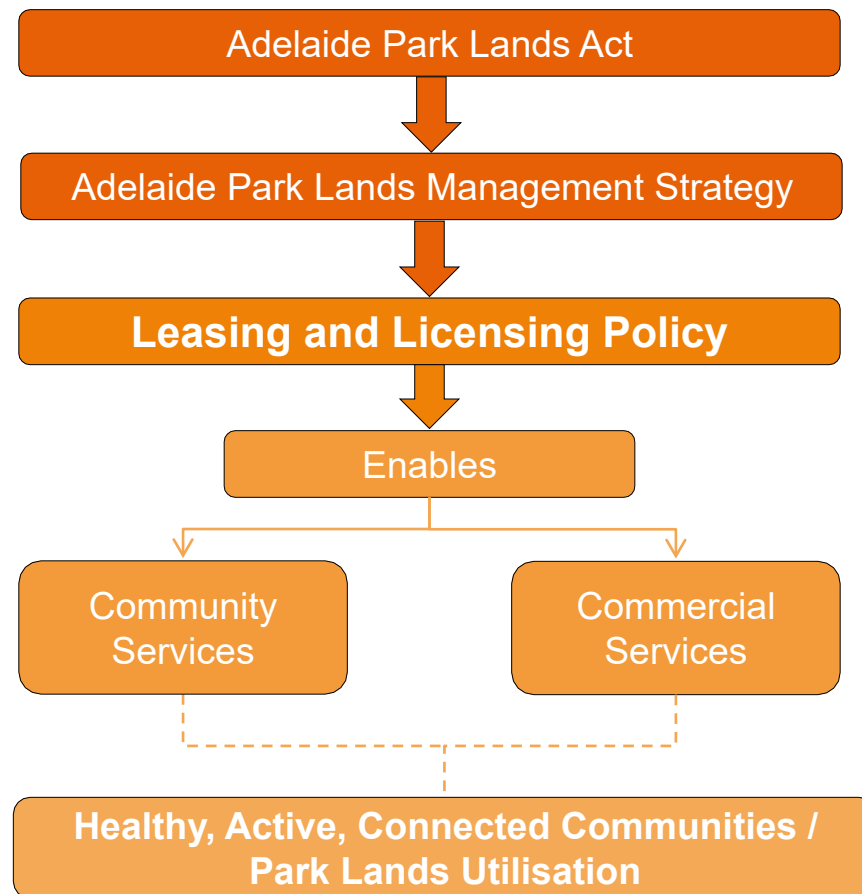 Adelaide Park Lands Act
Adelaide Park Lands Management Strategy
Leasing and Licensing Policy
Enables
Community
Services
Commercial
Services
Healthy, Active, Connected Communities /
Park Lands Utilisation